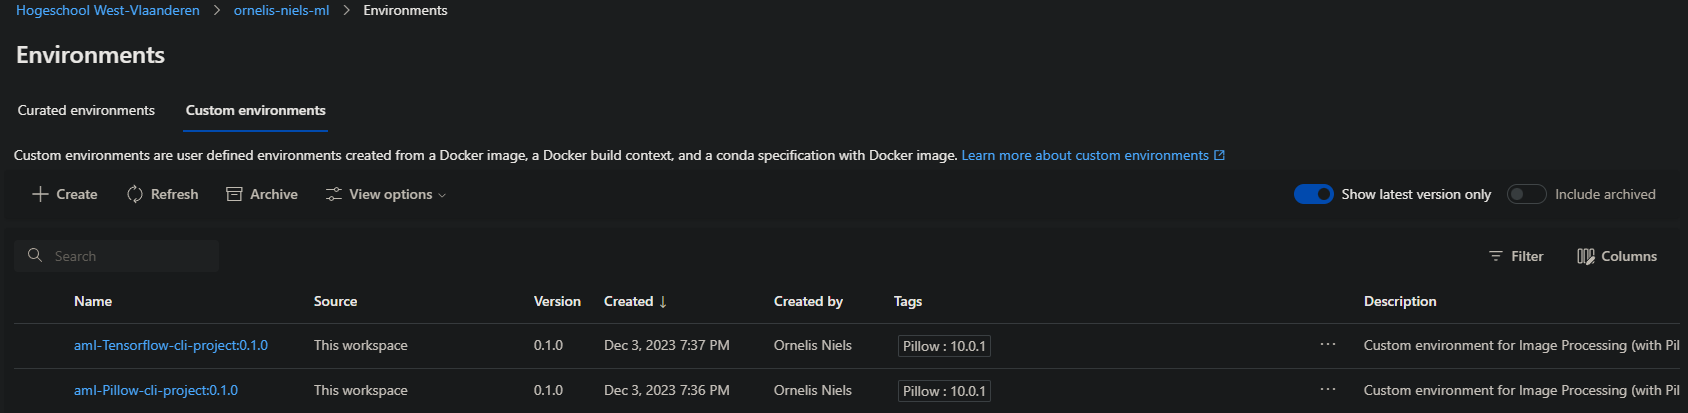 Hogeschool West-Vlaanderen > ornelis-niels-ml > Environments
Environments
Curated environments Custom environments
Custom environments are user defined environments created from a Docker image, a Docker build context, and a conda specification with Docker image. Learn more about custom environments
Create Refresh Archive View options Show latest version only Include archived
Search Filter Columns
Name Source Version Created ↓ Created by Tags Description
aml-Tensorflow-cli-project:0.1.0 This workspace 0.1.0 Dec 3, 2023 7:37 PM Ornelis Niels Pillow : 10.0.1 ... Custom environment for Image Processing (with Pil
aml-Pillow-cli-project:0.1.0 This workspace 0.1.0 Dec 3, 2023 7:36 PM Ornelis Niels Pillow : 10.0.1 ... Custom environment for Image Processing (with Pil